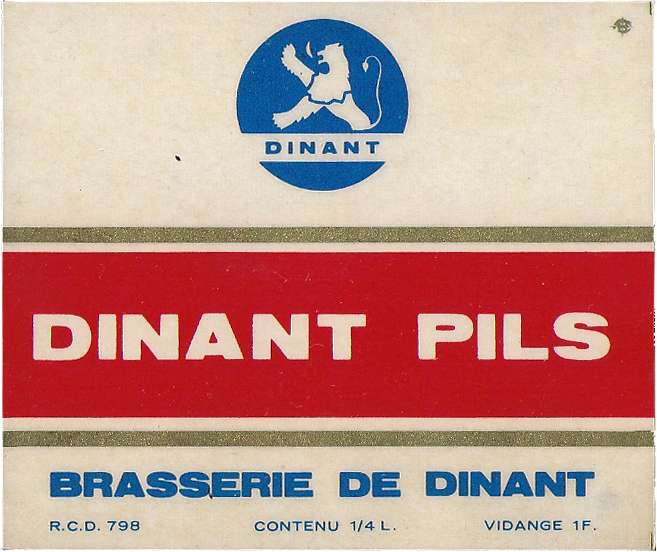 DINANT
DINANT PILS
BRASSERIE DE DINANT
R.C.D. 798 CONTENU 1/4 L. VIDANGE 1F.